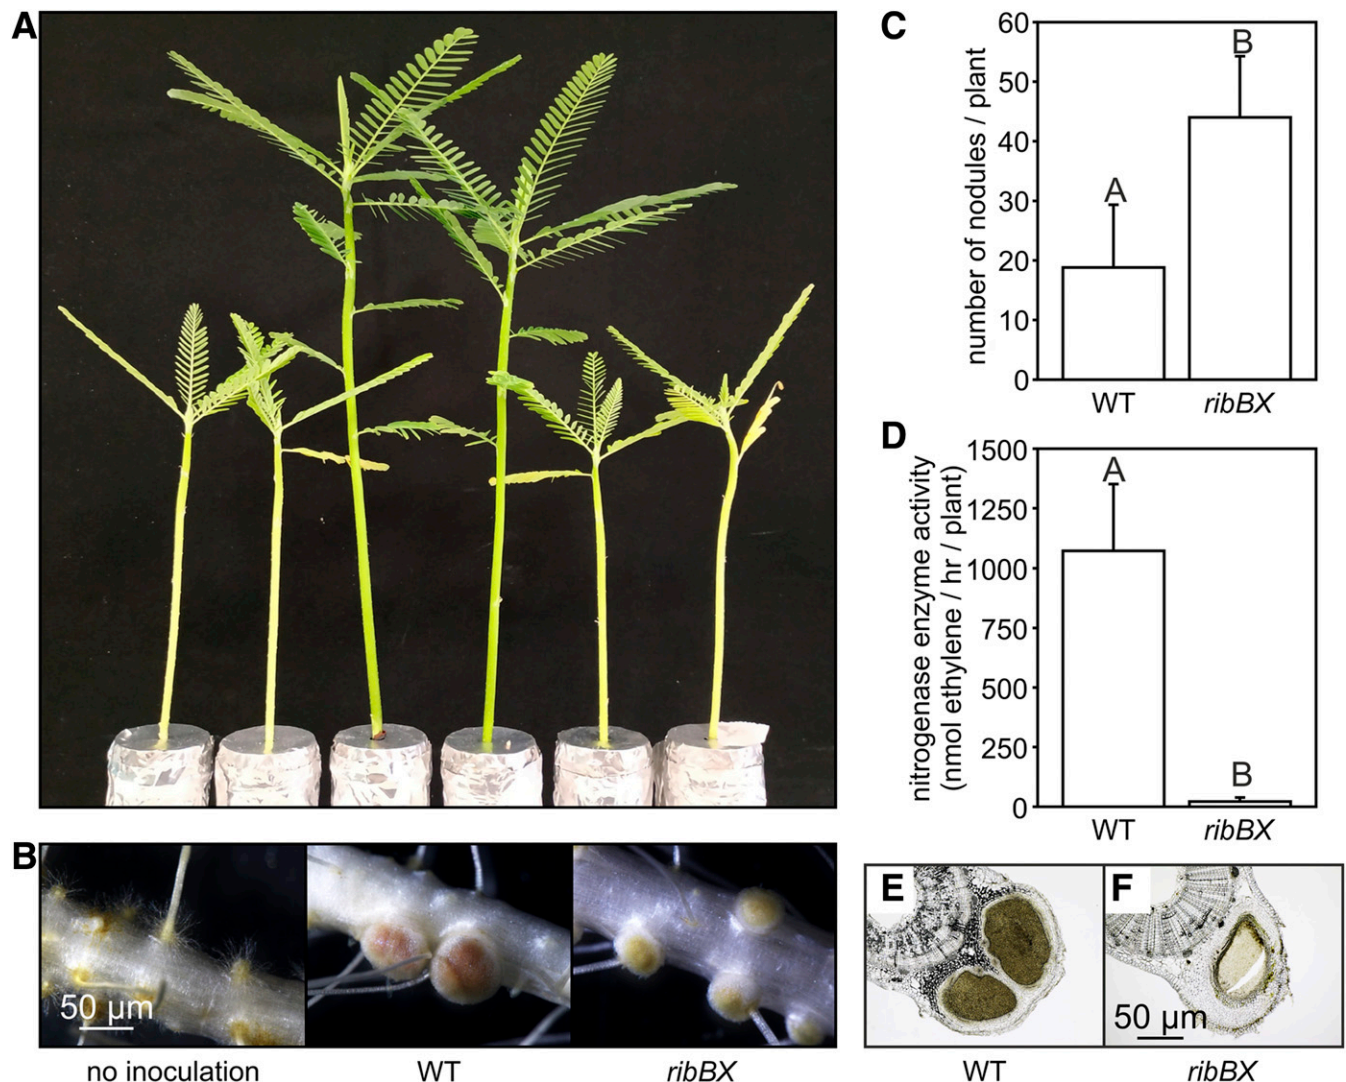 A
B
50 µm
no inoculation
WT
ribBX
C
number of nodules / plant
60
50
40
30
20
10
0
A
B
WT
ribBX
D
nitrogenase enzyme activity
(nmol ethylene / hr / plant)
1500
1250
1000
750
500
250
0
A
B
WT
ribBX
E
F
50 µm
WT
ribBX